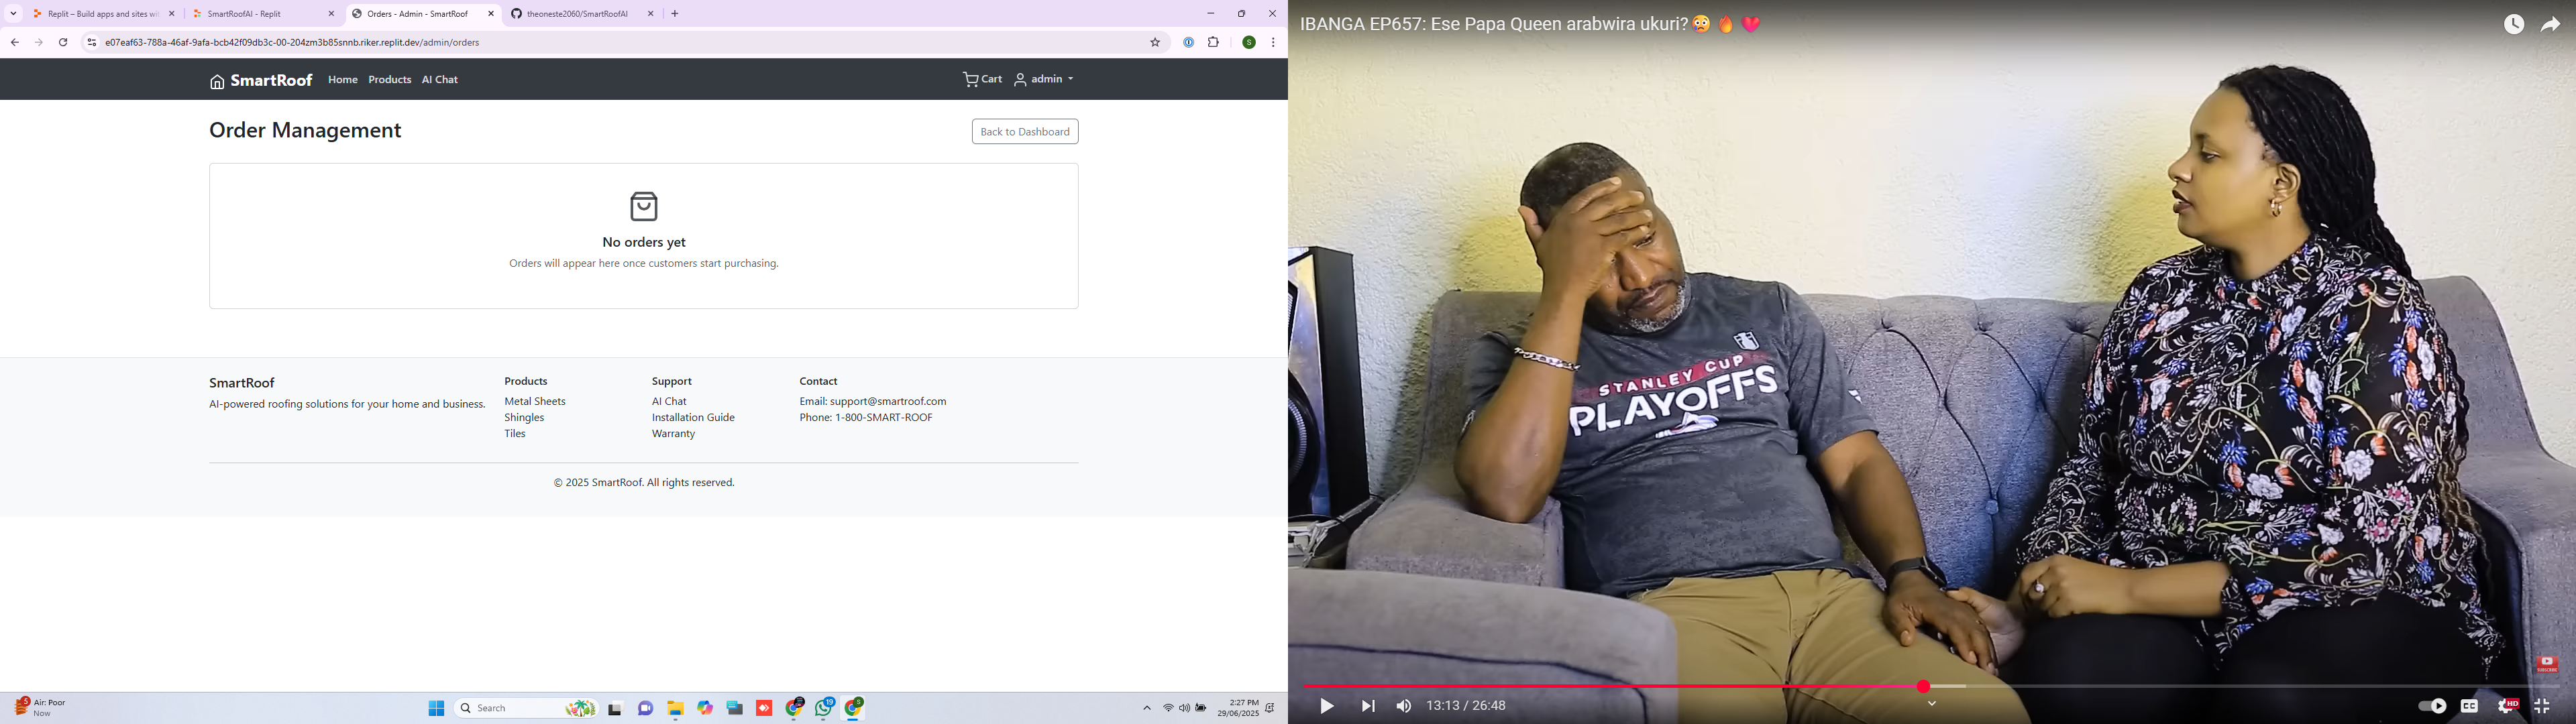 Replit – Build apps and sites wit
SmartRoofAI - Replit
Orders - Admin - SmartRoof
theoneste2060/SmartRoofAI
e07eaf63-788a-46af-9afa-bcb42f09db3c-00-204zm3b85snnb.riker.replit.dev/admin/orders
S
SmartRoof
Home
Products
AI Chat
Cart
admin
Order Management
Back to Dashboard
No orders yet
Orders will appear here once customers start purchasing.
SmartRoof
AI-powered roofing solutions for your home and business.
Products
Metal Sheets
Shingles
Tiles
Support
AI Chat
Installation Guide
Warranty
Contact
Email: support@smartroof.com
Phone: 1-800-SMART-ROOF
© 2025 SmartRoof. All rights reserved.
Air: Poor
Now
Search
19
2:27 PM
29/06/2025
IBANGA EP657: Ese Papa Queen arabwira ukuri?😳🔥💗
STANLEY CUP
PLAYOFFS
SUBSCRIBE
13:13 / 26:48
CC
HD